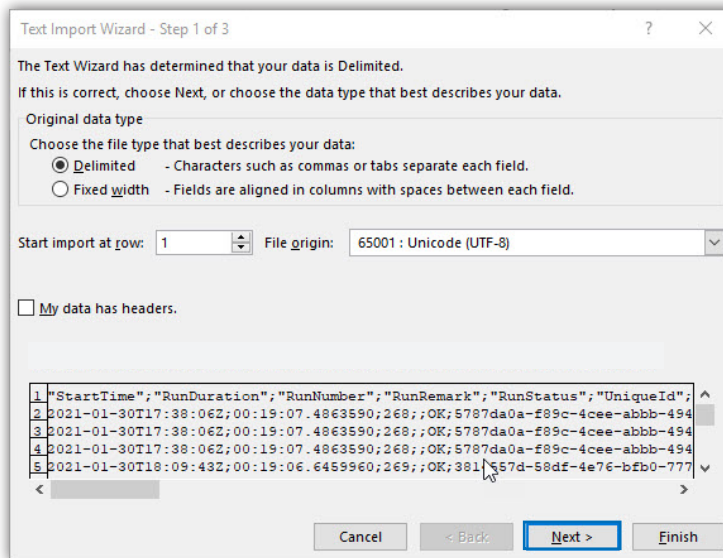 Text Import Wizard - Step 1 of 3 ?
The Text Wizard has determined that your data is Delimited.
If this is correct, choose Next, or choose the data type that best describes your data.
Original data type
Choose the file type that best describes your data:
Delimited - Characters such as commas or tabs separate each field.
Fixed width - Fields are aligned in columns with spaces between each field.
Start import at row: 1 File origin: 65001 : Unicode (UTF-8)
My data has headers.
1 "StartTime";"RunDuration";"RunNumber";"RunRemark";"RunStatus";"UniqueId";
2 2021-01-30T17:38:06Z;00:19:07.4863590;268;;OK;5787da0a-f89c-4cee-abbb-494
3 2021-01-30T17:38:06Z;00:19:07.4863590;268;;OK;5787da0a-f89c-4cee-abbb-494
4 2021-01-30T17:38:06Z;00:19:07.4863590;268;;OK;5787da0a-f89c-4cee-abbb-494
5 2021-01-30T18:09:43Z;00:19:06.6459960;269;;OK;381 557d-58df-4e76-bfb0-777
Cancel < Back Next > Finish